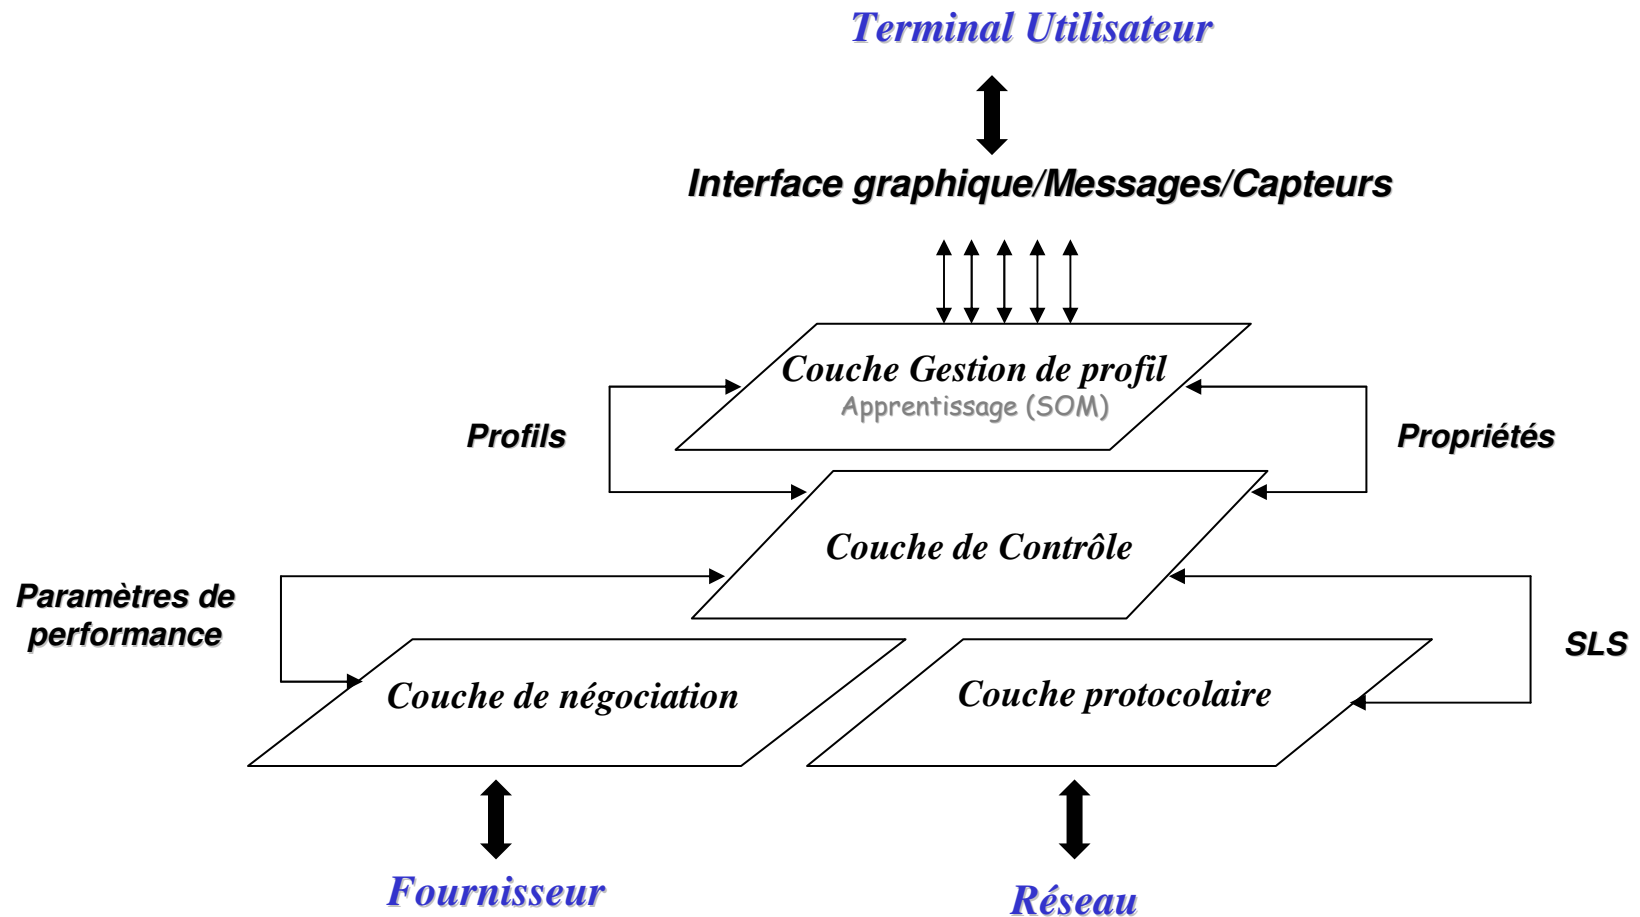 Terminal Utilisateur
Interface graphique/Messages/Capteurs
Couche Gestion de profil
Apprentissage (SOM)
Profils
Propriétés
Couche de Contrôle
Paramètres de
performance
SLS
Couche de négociation
Couche protocolaire
Fournisseur
Réseau